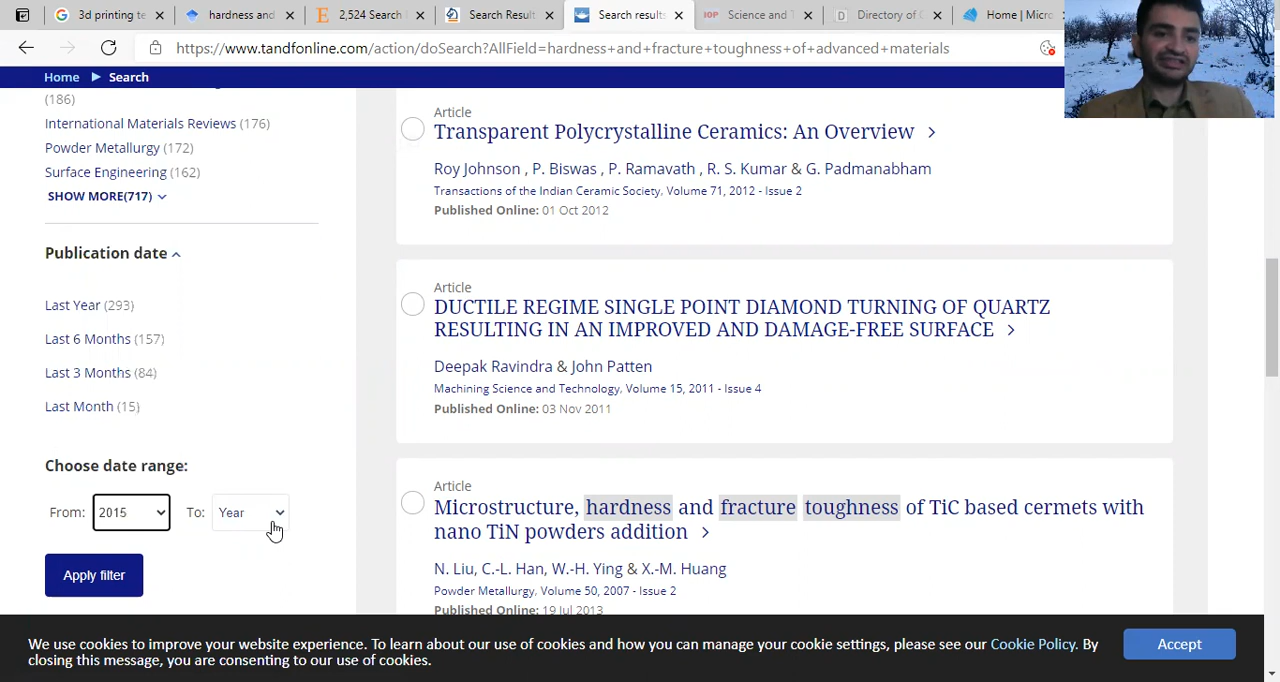 3d printing te
hardness and
2,524 Search
Search Result
Search results
IOP Science and T
Directory of
Home | Micro
https://www.tandfonline.com/action/doSearch?AllField=hardness+and+fracture+toughness+of+advanced+materials
Home ▶ Search
(186)
International Materials Reviews (176)
Powder Metallurgy (172)
Surface Engineering (162)
SHOW MORE(717)
Publication date
Last Year (293)
Last 6 Months (157)
Last 3 Months (84)
Last Month (15)
Choose date range:
From: 2015 To: Year
Apply filter
Article
Transparent Polycrystalline Ceramics: An Overview >
Roy Johnson , P. Biswas , P. Ramavath , R. S. Kumar & G. Padmanabham
Transactions of the Indian Ceramic Society, Volume 71, 2012 - Issue 2
Published Online: 01 Oct 2012
Article
DUCTILE REGIME SINGLE POINT DIAMOND TURNING OF QUARTZ
RESULTING IN AN IMPROVED AND DAMAGE-FREE SURFACE >
Deepak Ravindra & John Patten
Machining Science and Technology, Volume 15, 2011 - Issue 4
Published Online: 03 Nov 2011
Article
Microstructure, hardness and fracture toughness of TiC based cermets with
nano TiN powders addition >
N. Liu, C.-L. Han, W.-H. Ying & X.-M. Huang
Powder Metallurgy, Volume 50, 2007 - Issue 2
Published Online: 19 Jul 2013
We use cookies to improve your website experience. To learn about our use of cookies and how you can manage your cookie settings, please see our Cookie Policy. By
closing this message, you are consenting to our use of cookies.
Accept